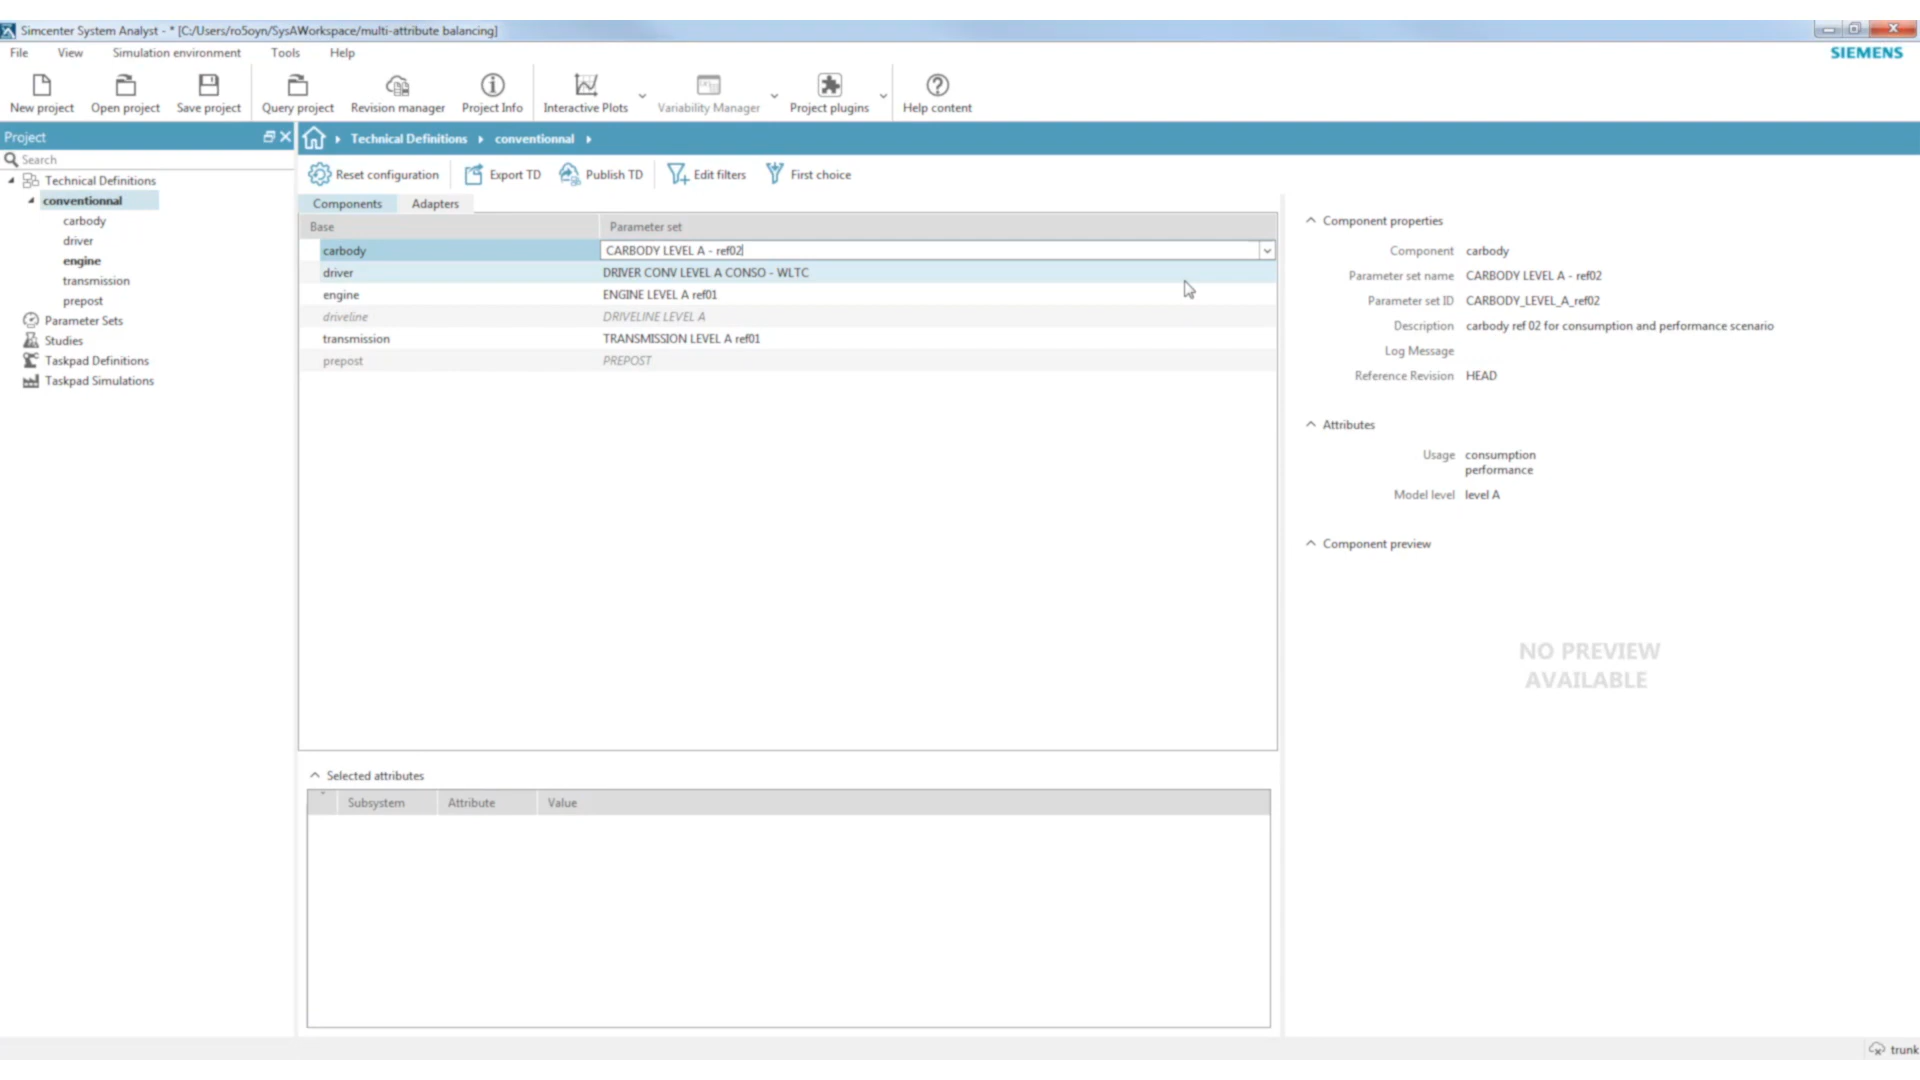 Simcenter System Analyst - * [C:/Users/ro5oyn/SysAWorkspace/multi-attribute balancing]
File View Simulation environment Tools Help
SIEMENS
New project Open project Save project Query project Revision manager Project Info Interactive Plots Variability Manager Project plugins Help content
Project
Technical Definitions conventionnal
Search
Reset configuration Export TD Publish TD Edit filters First choice
Technical Definitions
conventionnal
carbody
driver
engine
transmission
prepost
Parameter Sets
Studies
Taskpad Definitions
Taskpad Simulations
Components Adapters
Base Parameter set
carbody CARBODY LEVEL A - ref02
driver DRIVER CONV LEVEL A CONSO - WLTC
engine ENGINE LEVEL A ref01
driveline DRIVELINE LEVEL A
transmission TRANSMISSION LEVEL A ref01
prepost PREPOST
Selected attributes
Subsystem Attribute Value
Component properties
Component carbody
Parameter set name CARBODY LEVEL A - ref02
Parameter set ID CARBODY_LEVEL_A_ref02
Description carbody ref 02 for consumption and performance scenario
Log Message
Reference Revision HEAD
Attributes
Usage consumption
performance
Model level level A
Component preview
NO PREVIEW
AVAILABLE
trunk